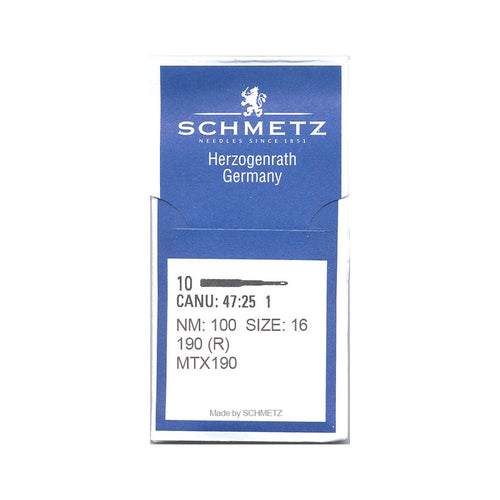 SCHMETZ
NEEDLES SINCE 1851
Herzogenrath
Germany
10
CANU: 47:25 1
NM: 100 SIZE: 16
190 (R)
MTX190
Made by SCHMETZ